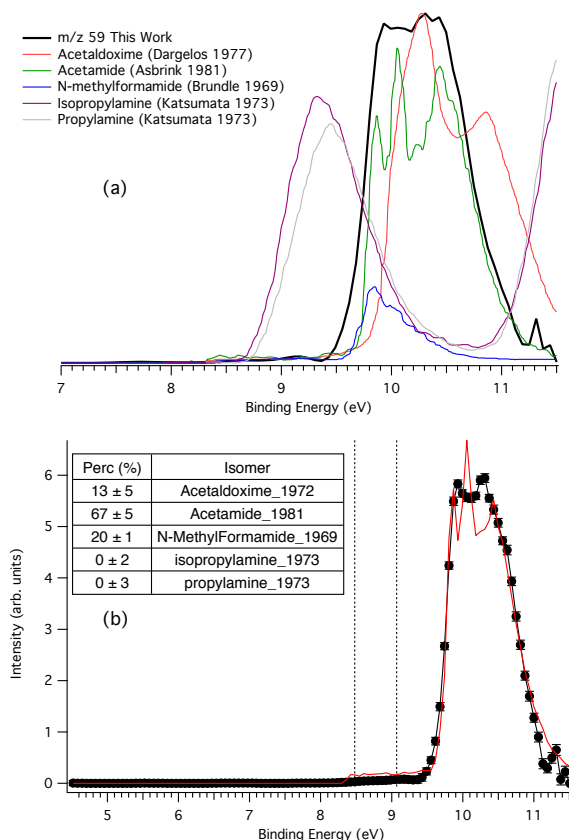 m/z 59 This Work
Acetaldoxime (Dargelos 1977)
Acetamide (Asbrink 1981)
N-methylformamide (Brundle 1969)
Isopropylamine (Katsumata 1973)
Propylamine (Katsumata 1973)
(a)
7 8 9 10 11
Binding Energy (eV)
Perc (%) Isomer
13 ± 5 Acetaldoxime_1972
67 ± 5 Acetamide_1981
20 ± 1 N-MethylFormamide_1969
0 ± 2 isopropylamine_1973
0 ± 3 propylamine_1973
(b)
Intensity (arb. units)
6
5
4
3
2
1
0
5 6 7 8 9 10 11
Binding Energy (eV)